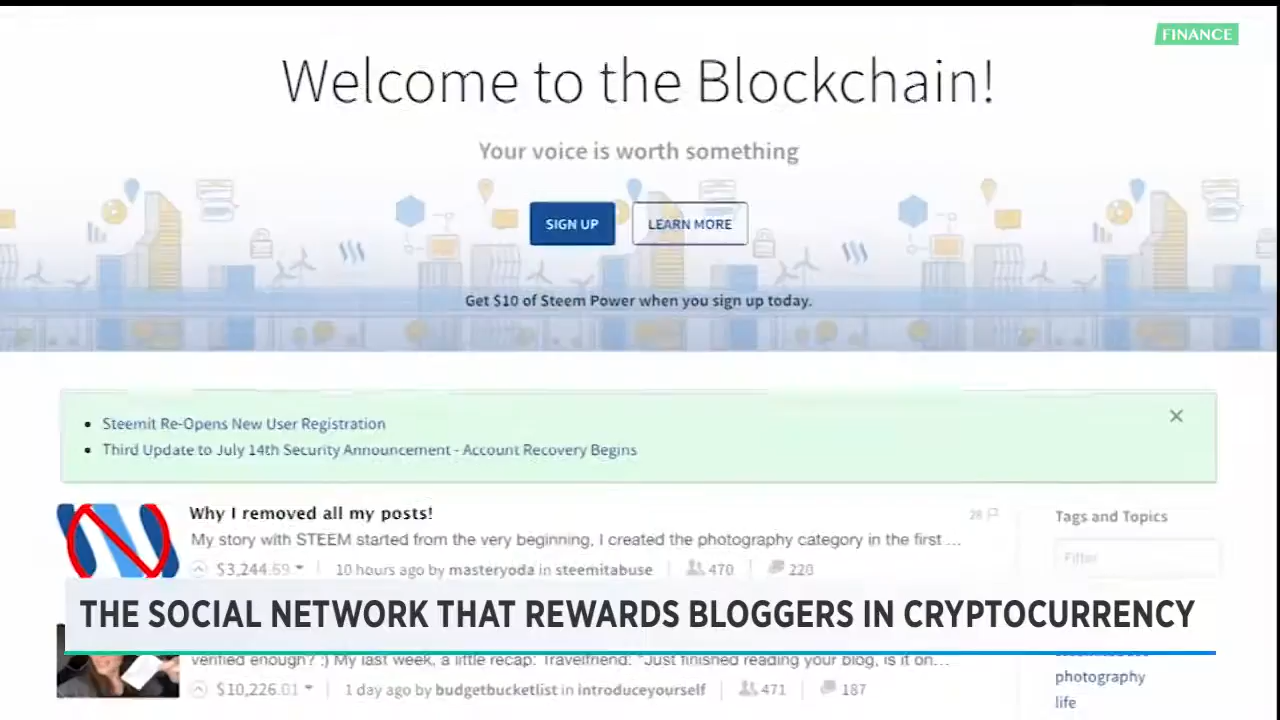 FINANCE
Welcome to the Blockchain!
Your voice is worth something
SIGN UP
LEARN MORE
Get $10 of Steem Power when you sign up today.
Steemit Re-Opens New User Registration
Third Update to July 14th Security Announcement - Account Recovery Begins
Why I removed all my posts!
28
My story with STEEM started from the very beginning, I created the photography category in the first ...
$3,244.69
10 hours ago by masteryoda in steemitabuse
470
220
Tags and Topics
Filter
THE SOCIAL NETWORK THAT REWARDS BLOGGERS IN CRYPTOCURRENCY
verified enough? :) My last week, a little recap: Travelfriend: "Just finished reading your blog, is it on...
$10,226.01
1 day ago by budgetbucketlist in introduceyourself
471
187
photography
life